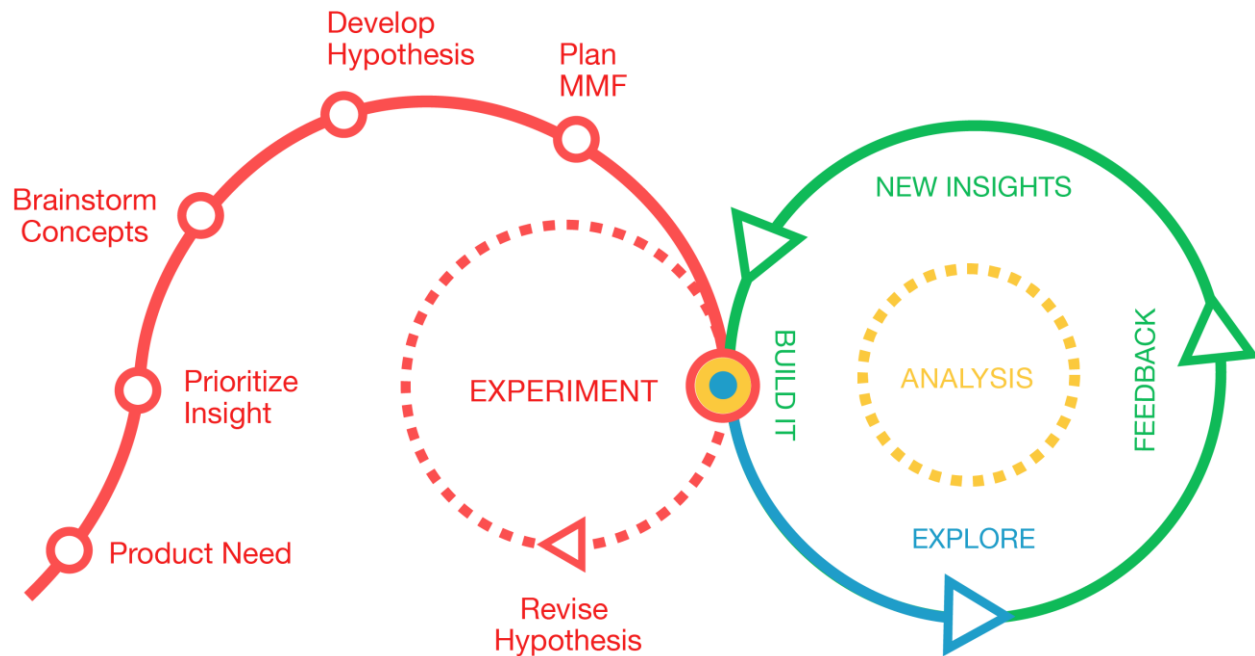 Develop
Hypothesis
Plan
MMF
Brainstorm
Concepts
Prioritize
Insight
Product Need
EXPERIMENT
Revise
Hypothesis
NEW INSIGHTS
BUILD IT
ANALYSIS
FEEDBACK
EXPLORE